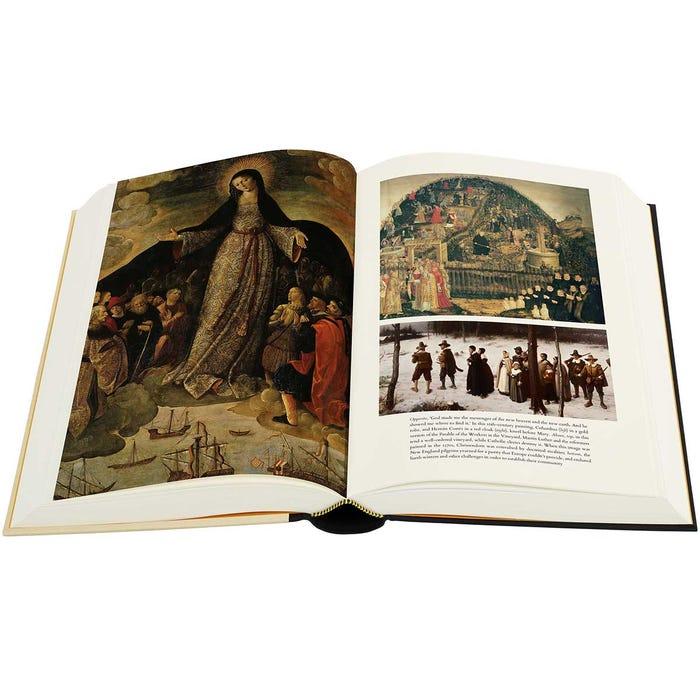 Opposite, 'God made me the messenger of the new heaven and the new earth. And he
showed me where to find it.' In this 16th-century painting, Columbus (left) in a gold
robe, and Hernán Cortés in a red cloak (right), kneel before Mary. Above, top, in this
version of the Parable of the Workers in the Vineyard, Martin Luther and the reformers
tend a well-ordered vineyard, while Catholic clerics destroy it. When this image was
painted in the 1570s, Christendom was convulsed by doctrinal rivalries; bottom, the
New England pilgrims yearned for a purity that Europe couldn't provide, and endured
harsh winters and other challenges in order to establish their community